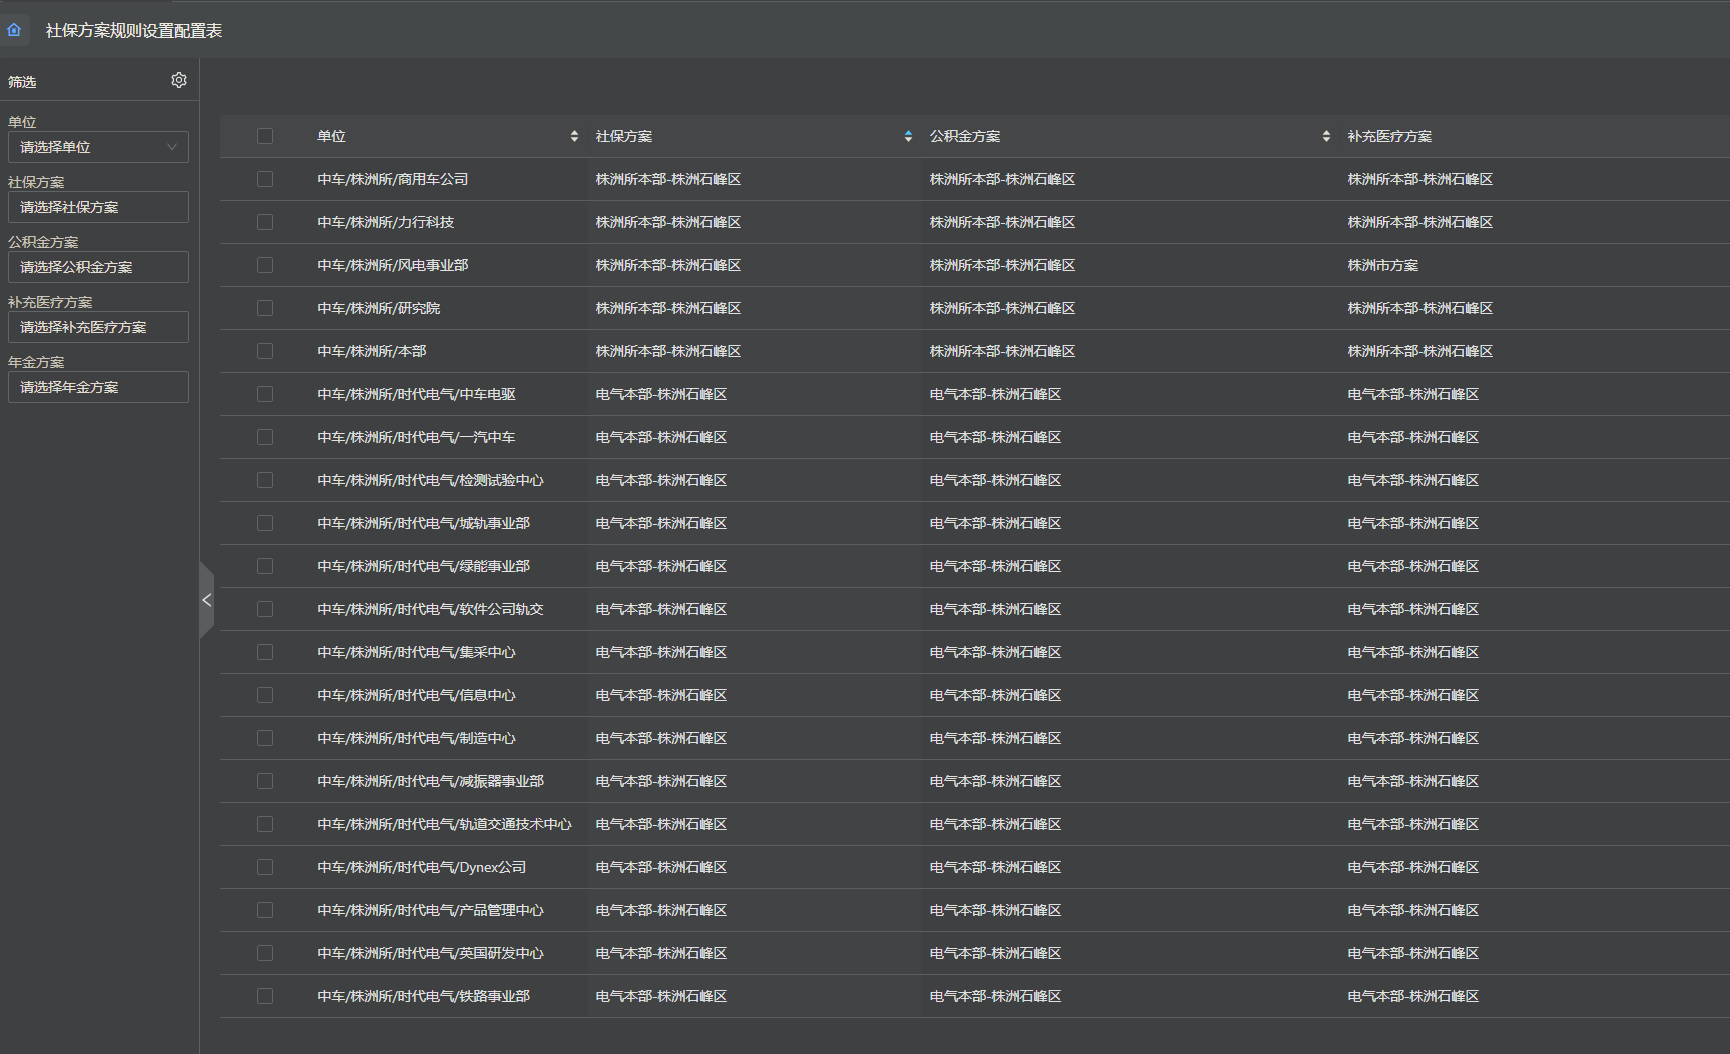 社保方案规则设置配置表
筛选
单位
请选择单位
社保方案
请选择社保方案
公积金方案
请选择公积金方案
补充医疗方案
请选择补充医疗方案
年金方案
请选择年金方案
单位 社保方案 公积金方案 补充医疗方案
中车/株洲所/商用车公司 株洲所本部-株洲石峰区 株洲所本部-株洲石峰区 株洲所本部-株洲石峰区
中车/株洲所/力行科技 株洲所本部-株洲石峰区 株洲所本部-株洲石峰区 株洲所本部-株洲石峰区
中车/株洲所/风电事业部 株洲所本部-株洲石峰区 株洲所本部-株洲石峰区 株洲市方案
中车/株洲所/研究院 株洲所本部-株洲石峰区 株洲所本部-株洲石峰区 株洲所本部-株洲石峰区
中车/株洲所/本部 株洲所本部-株洲石峰区 株洲所本部-株洲石峰区 株洲所本部-株洲石峰区
中车/株洲所/时代电气/中车电驱 电气本部-株洲石峰区 电气本部-株洲石峰区 电气本部-株洲石峰区
中车/株洲所/时代电气/一汽中车 电气本部-株洲石峰区 电气本部-株洲石峰区 电气本部-株洲石峰区
中车/株洲所/时代电气/检测试验中心 电气本部-株洲石峰区 电气本部-株洲石峰区 电气本部-株洲石峰区
中车/株洲所/时代电气/城轨事业部 电气本部-株洲石峰区 电气本部-株洲石峰区 电气本部-株洲石峰区
中车/株洲所/时代电气/绿能事业部 电气本部-株洲石峰区 电气本部-株洲石峰区 电气本部-株洲石峰区
中车/株洲所/时代电气/软件公司轨交 电气本部-株洲石峰区 电气本部-株洲石峰区 电气本部-株洲石峰区
中车/株洲所/时代电气/集采中心 电气本部-株洲石峰区 电气本部-株洲石峰区 电气本部-株洲石峰区
中车/株洲所/时代电气/信息中心 电气本部-株洲石峰区 电气本部-株洲石峰区 电气本部-株洲石峰区
中车/株洲所/时代电气/制造中心 电气本部-株洲石峰区 电气本部-株洲石峰区 电气本部-株洲石峰区
中车/株洲所/时代电气/减振器事业部 电气本部-株洲石峰区 电气本部-株洲石峰区 电气本部-株洲石峰区
中车/株洲所/时代电气/轨道交通技术中心 电气本部-株洲石峰区 电气本部-株洲石峰区 电气本部-株洲石峰区
中车/株洲所/时代电气/Dynex公司 电气本部-株洲石峰区 电气本部-株洲石峰区 电气本部-株洲石峰区
中车/株洲所/时代电气/产品管理中心 电气本部-株洲石峰区 电气本部-株洲石峰区 电气本部-株洲石峰区
中车/株洲所/时代电气/英国研发中心 电气本部-株洲石峰区 电气本部-株洲石峰区 电气本部-株洲石峰区
中车/株洲所/时代电气/铁路事业部 电气本部-株洲石峰区 电气本部-株洲石峰区 电气本部-株洲石峰区